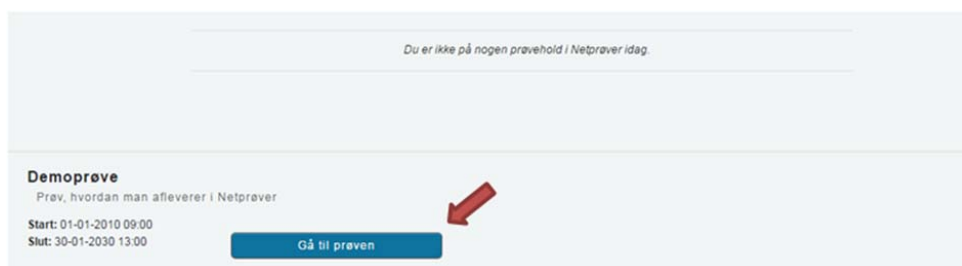 Du er ikke på nogen prøvehold i Netprøver idag.
Demoprøve
Prøv, hvordan man afleverer i Netprøver
Start: 01-01-2010 09:00
Slut: 30-01-2030 13:00
Gå til prøven